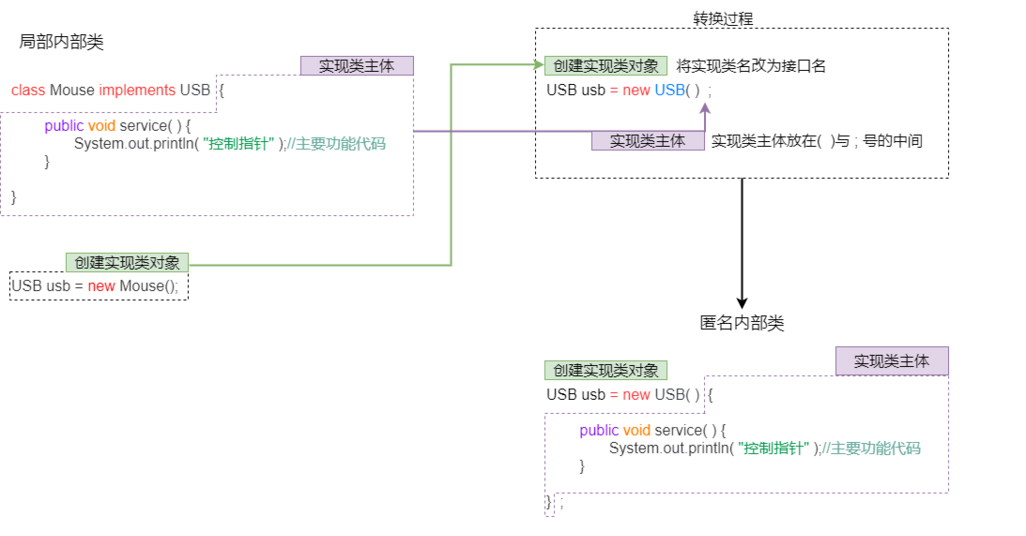 局部内部类
实现类主体
class Mouse implements USB {
public void service( ) {
System.out.println( "控制指针" );//主要功能代码
}
}
创建实现类对象
USB usb = new Mouse();
转换过程
创建实现类对象 将实现类名改为接口名
USB usb = new USB( ) ;
实现类主体 实现类主体放在( )与 ; 号的中间
匿名内部类
实现类主体
创建实现类对象
USB usb = new USB( ) {
public void service( ) {
System.out.println( "控制指针" );//主要功能代码
}
} ;